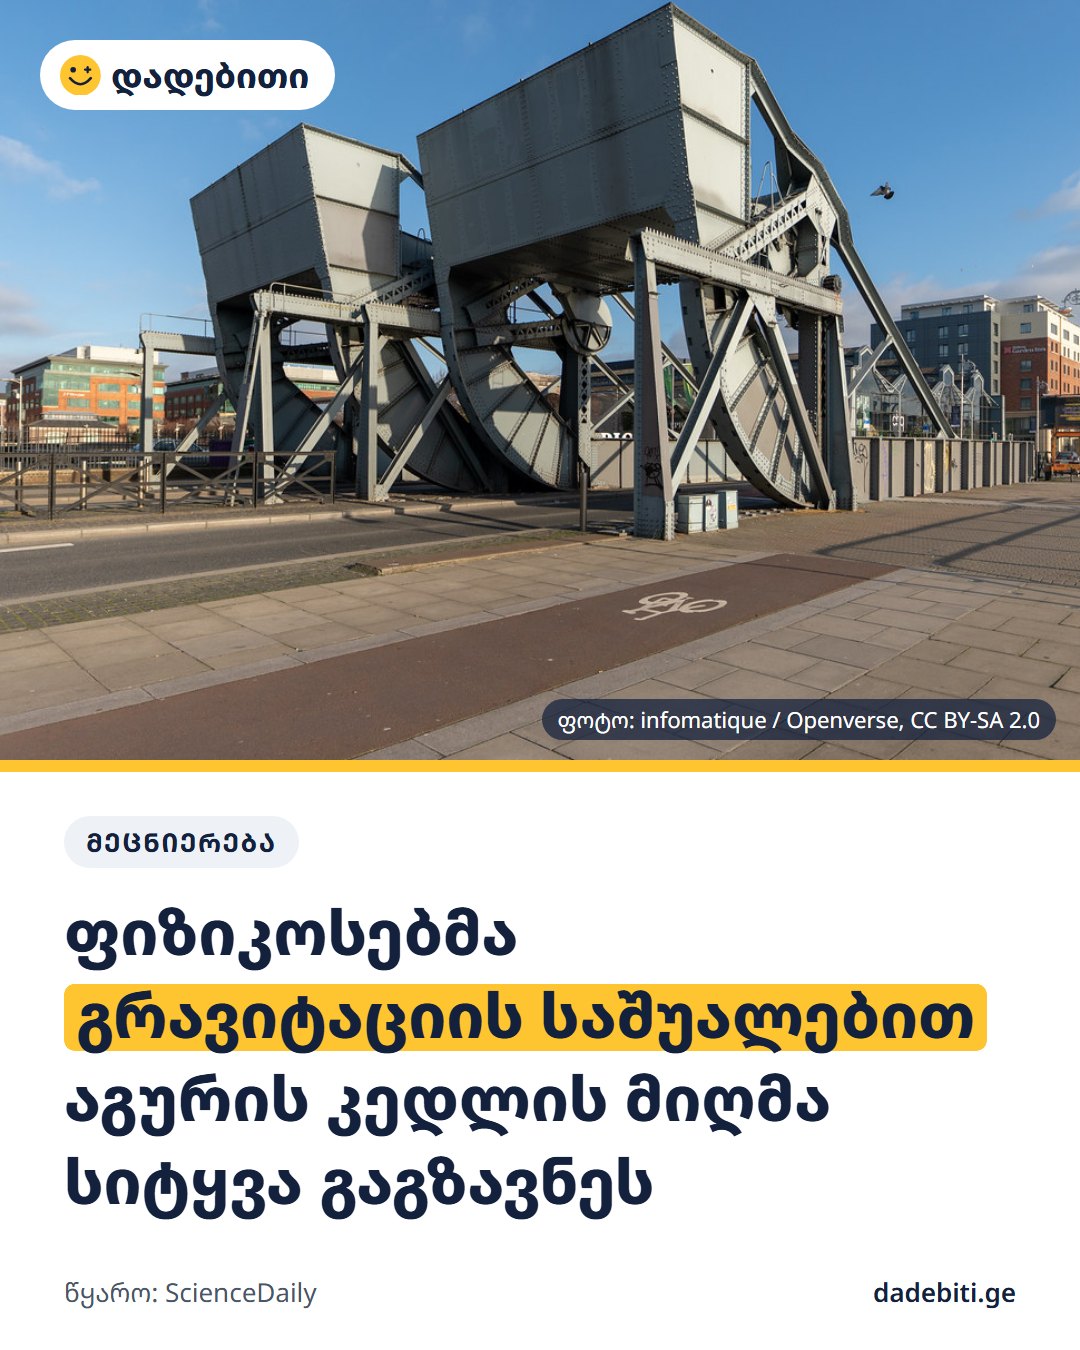 დადებითი
ფოტო: infomatique / Openverse, CC BY-SA 2.0
მეცნიერება
ფიზიკოსებმა
გრავიტაციის საშუალებით
აგურის კედლის მიღმა
სიტყვა გაგზავნეს
წყარო: ScienceDaily
dadebiti.ge